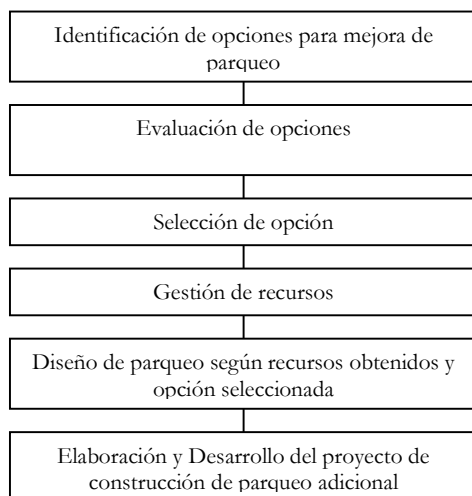 Identificación de opciones para mejora de
parqueo
Evaluación de opciones
Selección de opción
Gestión de recursos
Diseño de parqueo según recursos obtenidos y
opción seleccionada
Elaboración y Desarrollo del proyecto de
construcción de parqueo adicional